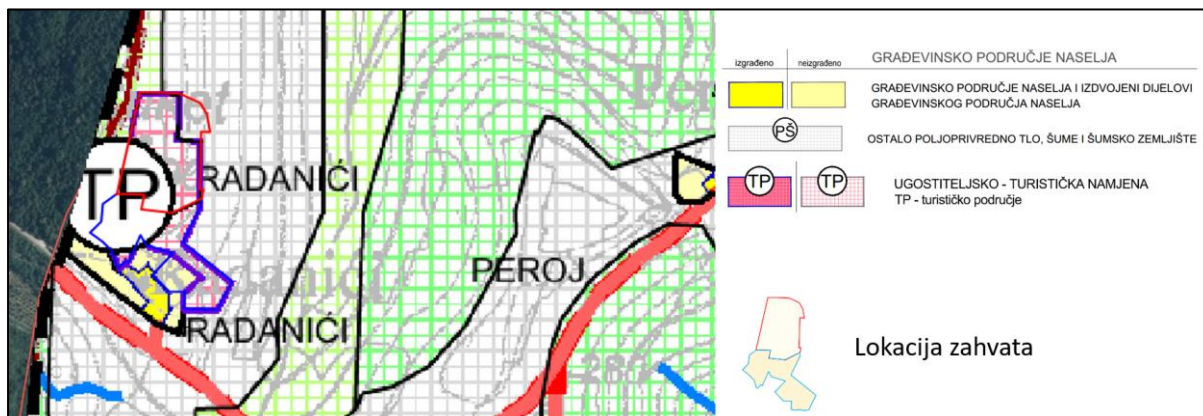 TP
RADANIĆI
RADANIĆI
PEROJ
izgrađeno
neizgrađeno
GRAĐEVINSKO PODRUČJE NASELJA
GRAĐEVINSKO PODRUČJE NASELJA I IZDVOJENI DIJELOVI
GRAĐEVINSKOG PODRUČJA NASELJA
PŠ
OSTALO POLJOPRIVREDNO TLO, ŠUME I ŠUMSKO ZEMLJIŠTE
TP
TP
UGOSTITELJSKO - TURISTIČKA NAMJENA
TP - turističko područje
Lokacija zahvata